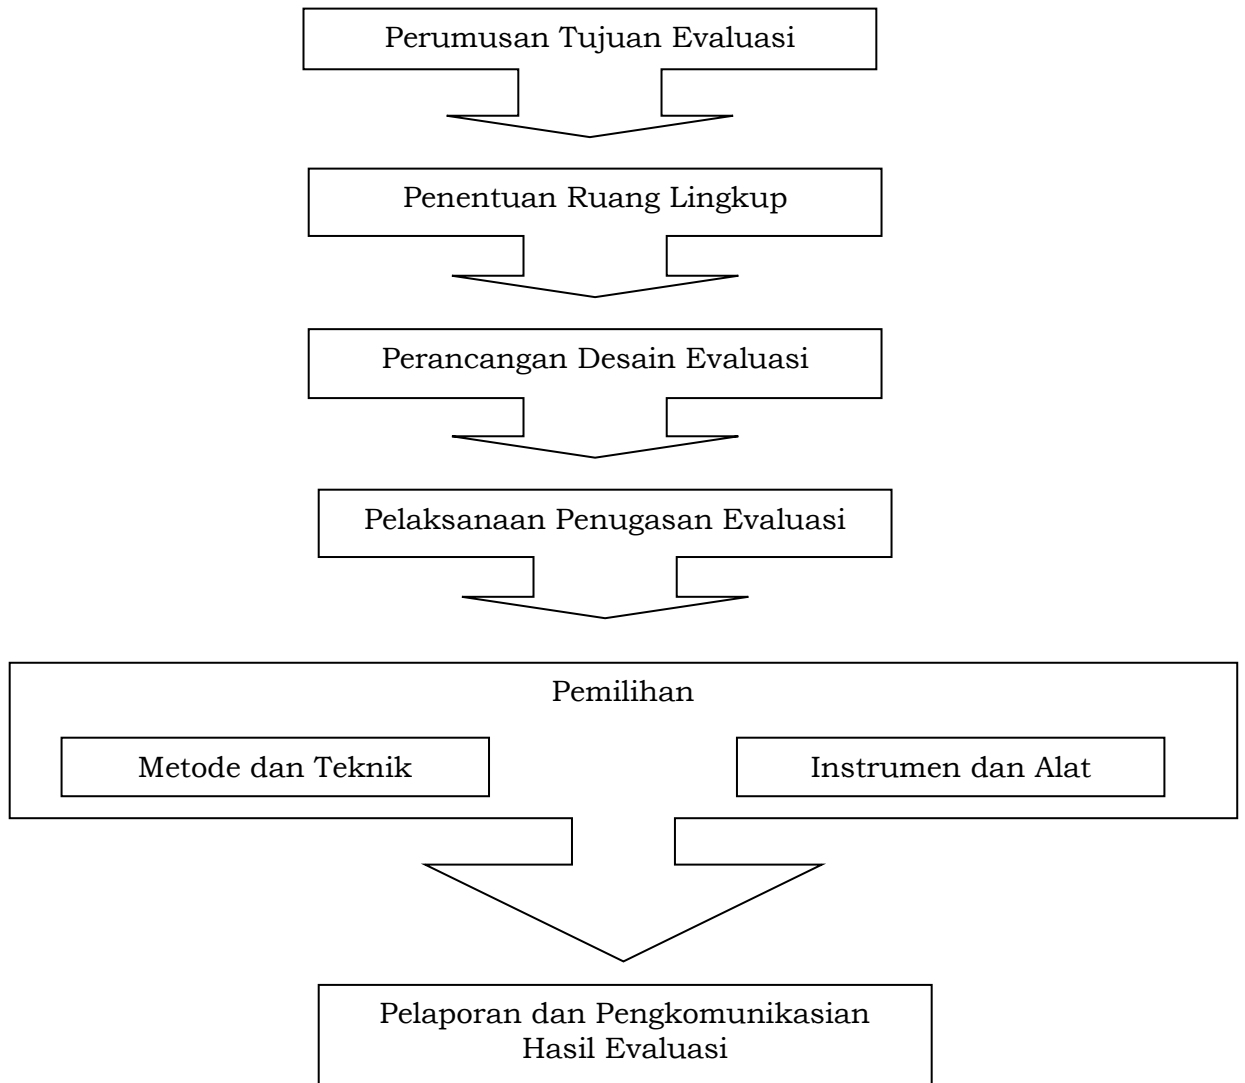 Perumusan Tujuan Evaluasi
Penentuan Ruang Lingkup
Perancangan Desain Evaluasi
Pelaksanaan Penugasan Evaluasi
Pemilihan
Metode dan Teknik
Instrumen dan Alat
Pelaporan dan Pengkomunikasian
Hasil Evaluasi